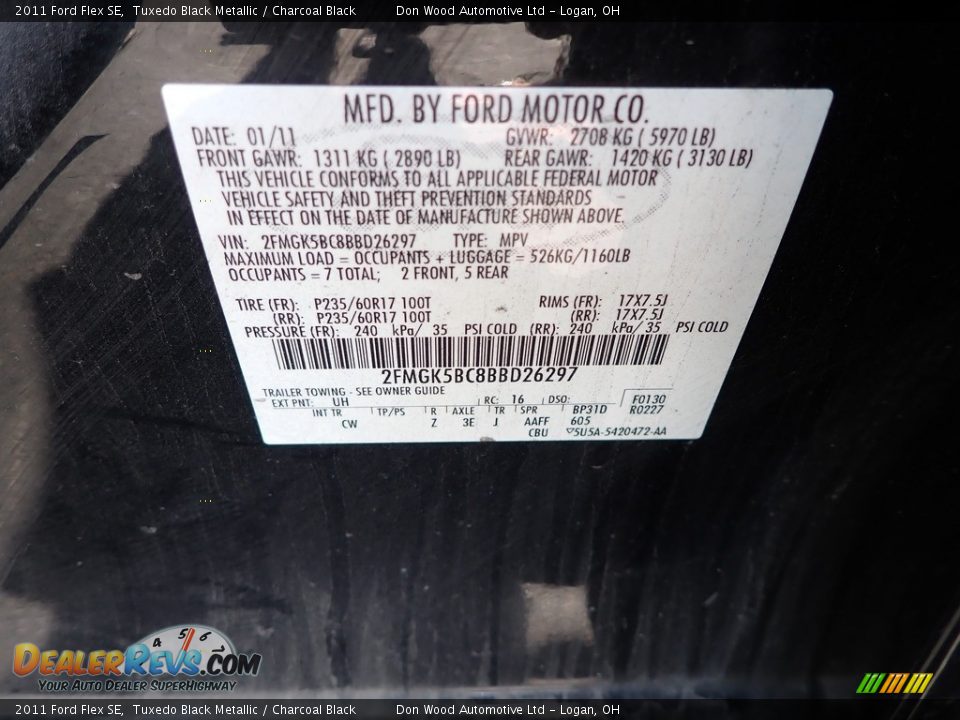 2011 Ford Flex SE, Tuxedo Black Metallic / Charcoal Black Don Wood Automotive Ltd - Logan, OH
MFD. BY FORD MOTOR CO.
DATE: 01/11 GVWR: 2708 KG ( 5970 LB)
FRONT GAWR: 1311 KG ( 2890 LB) REAR GAWR: 1420 KG ( 3130 LB)
THIS VEHICLE CONFORMS TO ALL APPLICABLE FEDERAL MOTOR
VEHICLE SAFETY AND THEFT PREVENTION STANDARDS
IN EFFECT ON THE DATE OF MANUFACTURE SHOWN ABOVE.
VIN: 2FMGK5BC8BBD26297 TYPE: MPV
MAXIMUM LOAD = OCCUPANTS + LUGGAGE = 526KG/1160LB
OCCUPANTS = 7 TOTAL; 2 FRONT, 5 REAR
TIRE (FR): P235/60R17 100T RIMS (FR): 17X7.5J
(RR): P235/60R17 100T (RR): 17X7.5J
PRESSURE (FR): 240 kPa/ 35 PSI COLD (RR): 240 kPa/ 35 PSI COLD
2FMGK5BC8BBD26297
TRAILER TOWING - SEE OWNER GUIDE
EXT PNT: UH RC: 16 DSO: F0130
INT TR TP/PS R AXLE TR SPR BP31D R0227
CW Z 3E J AAFF 605
CBU 5U5A-5420472-AA
4 5 6
DealerRevs.com
Your Auto Dealer SuperHighway
2011 Ford Flex SE, Tuxedo Black Metallic / Charcoal Black Don Wood Automotive Ltd - Logan, OH